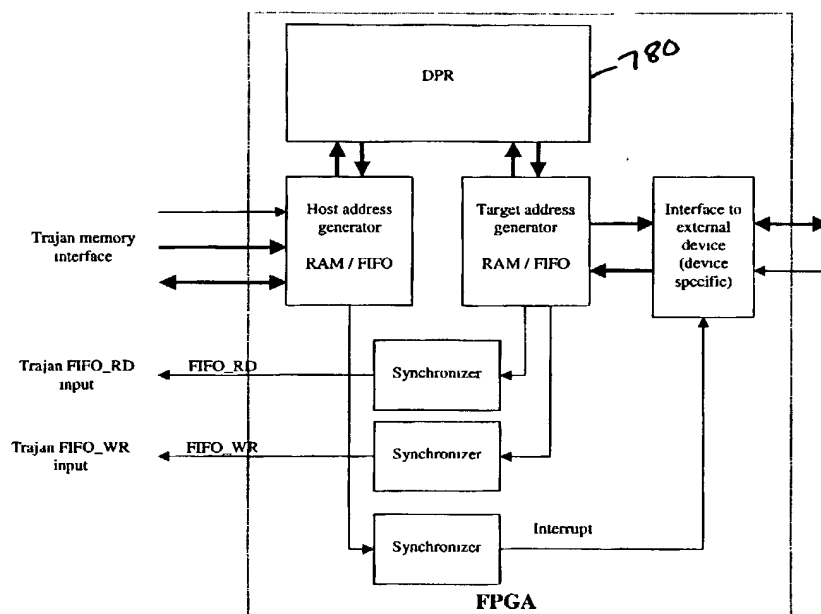 DPR
780
Host address
generator
RAM / FIFO
Target address
generator
RAM / FIFO
Interface to
external
device
(device
specific)
Trajan memory
interface
Trajan FIFO_RD
input
FIFO_RD
Synchronizer
Trajan FIFO_WR
input
FIFO_WR
Synchronizer
Synchronizer
Interrupt
FPGA